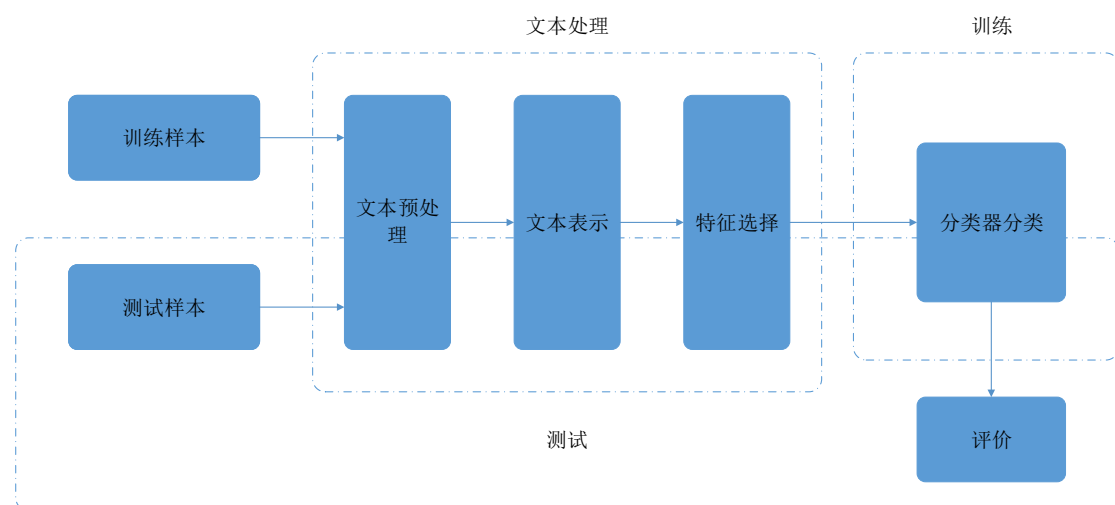 文本处理
训练
训练样本
文本预处
理
文本表示
特征选择
分类器分类
测试样本
测试
评价